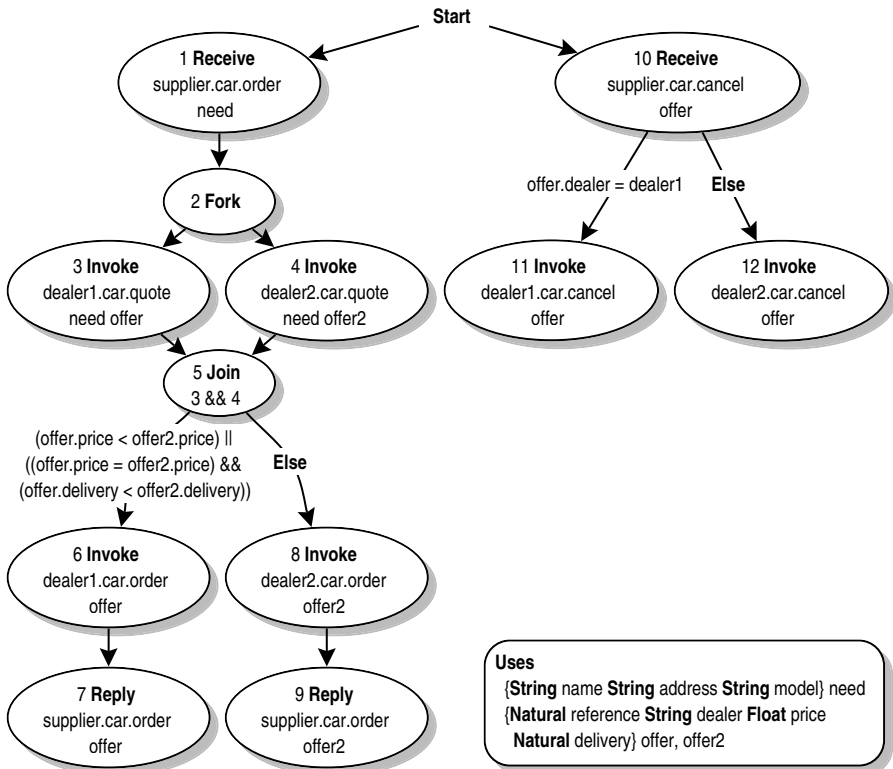 Start
1 Receive
supplier.car.order
need
10 Receive
supplier.car.cancel
offer
2 Fork
offer.dealer = dealer1
Else
3 Invoke
dealer1.car.quote
need offer
4 Invoke
dealer2.car.quote
need offer2
11 Invoke
dealer1.car.cancel
offer
12 Invoke
dealer2.car.cancel
offer
5 Join
3 && 4
(offer.price < offer2.price) ||
((offer.price = offer2.price) &&
(offer.delivery < offer2.delivery))
Else
6 Invoke
dealer1.car.order
offer
8 Invoke
dealer2.car.order
offer2
7 Reply
supplier.car.order
offer
9 Reply
supplier.car.order
offer2
Uses
{String name String address String model} need
{Natural reference String dealer Float price
Natural delivery} offer, offer2